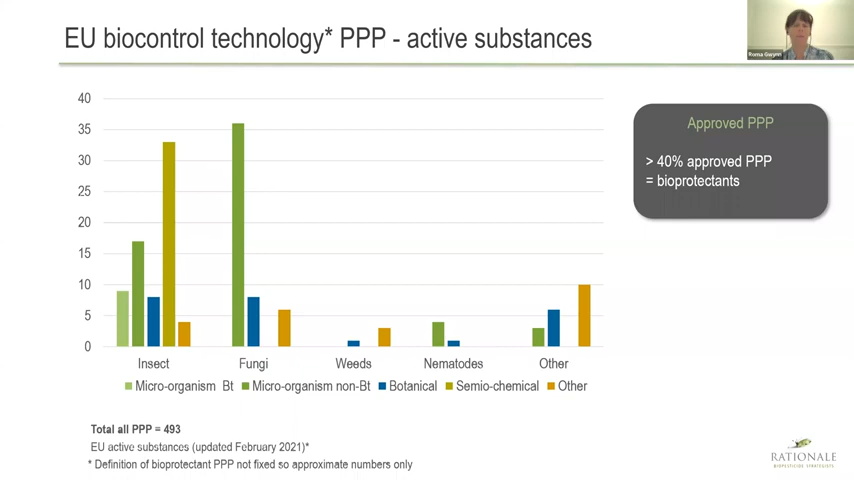 EU biocontrol technology* PPP - active substances
Roma Gwynn
40
35
30
25
20
15
10
5
0
Insect Fungi Weeds Nematodes Other
Micro-organism Bt Micro-organism non-Bt Botanical Semio-chemical Other
Approved PPP
> 40% approved PPP
= bioprotectants
Total all PPP = 493
EU active substances (updated February 2021)*
* Definition of bioprotectant PPP not fixed so approximate numbers only
RATIONALE
BIOPESTICIDE STRATEGISTS